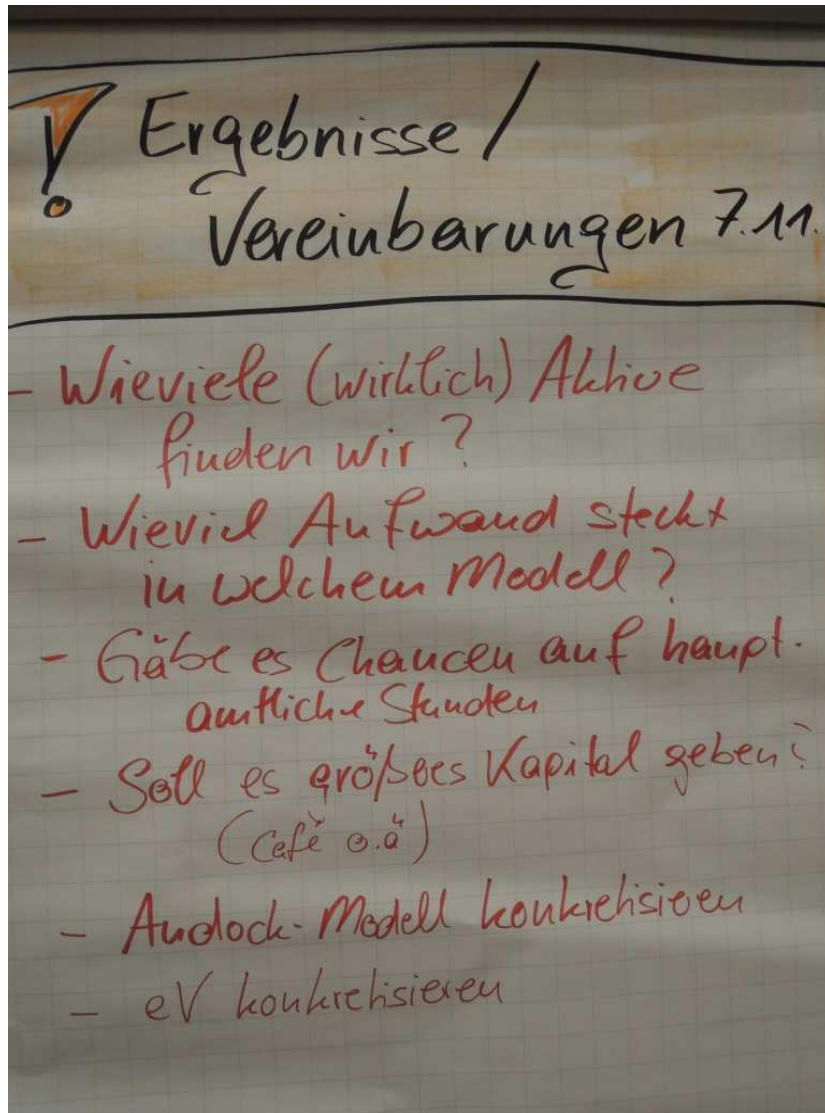 ! Ergebnisse /
Vereinbarungen 7.11.
- Wieviele (wirklich) Aktive
finden wir?
- Wieviel Aufwand steckt
in welchem Modell?
- Gäbe es Chancen auf haupt-
amtliche Stunden
- Soll es größeres Kapital geben?
(Café o.ä)
- Andock-Modell konkretisieren
- eV konkretisieren